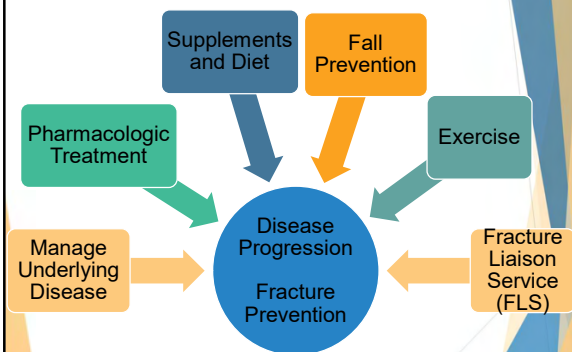 Supplements
and Diet
Fall
Prevention
Pharmacologic
Treatment
Exercise
Manage
Underlying
Disease
Disease
Progression
Fracture
Prevention
Fracture
Liaison
Service
(FLS)